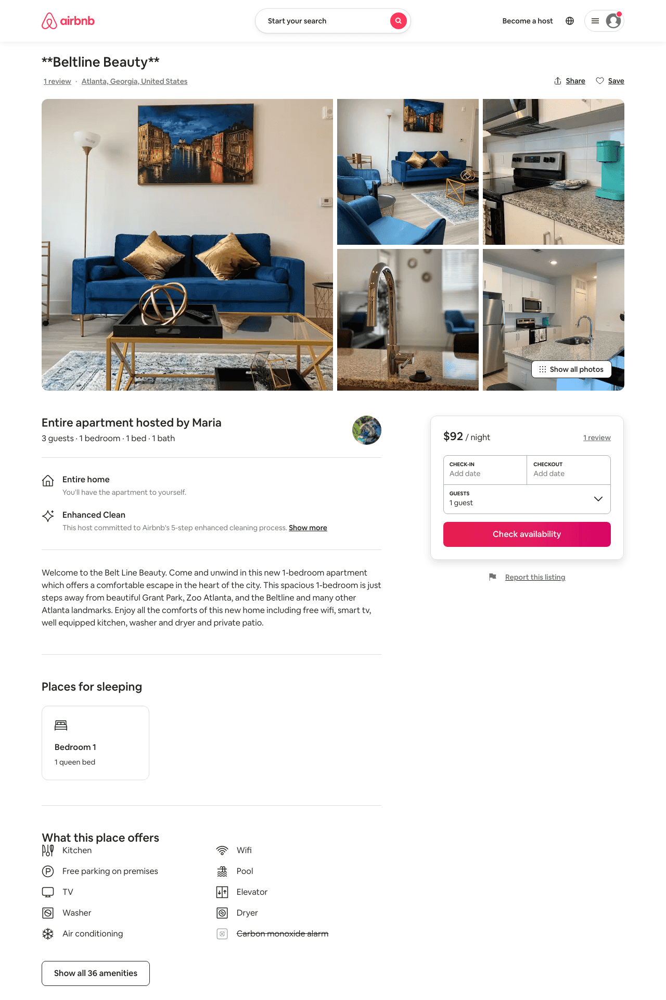 airbnb
Start your search
Become a host
**Beltline Beauty**
1 review · Atlanta, Georgia, United States
Share
Save
Show all photos
Entire apartment hosted by Maria
3 guests · 1 bedroom · 1 bed · 1 bath
Entire home
You'll have the apartment to yourself.
Enhanced Clean
This host committed to Airbnb's 5-step enhanced cleaning process. Show more
$92 / night
1 review
CHECK-IN
Add date
CHECKOUT
Add date
GUESTS
1 guest
Check availability
Report this listing
Welcome to the Belt Line Beauty. Come and unwind in this new 1-bedroom apartment
which offers a comfortable escape in the heart of the city. This spacious 1-bedroom is just
steps away from beautiful Grant Park, Zoo Atlanta, and the Beltline and many other
Atlanta landmarks. Enjoy all the comforts of this new home including free wifi, smart tv,
well equipped kitchen, washer and dryer and private patio.
Places for sleeping
Bedroom 1
1 queen bed
What this place offers
Kitchen
Wifi
Free parking on premises
Pool
TV
Elevator
Washer
Dryer
Air conditioning
Carbon monoxide alarm
Show all 36 amenities